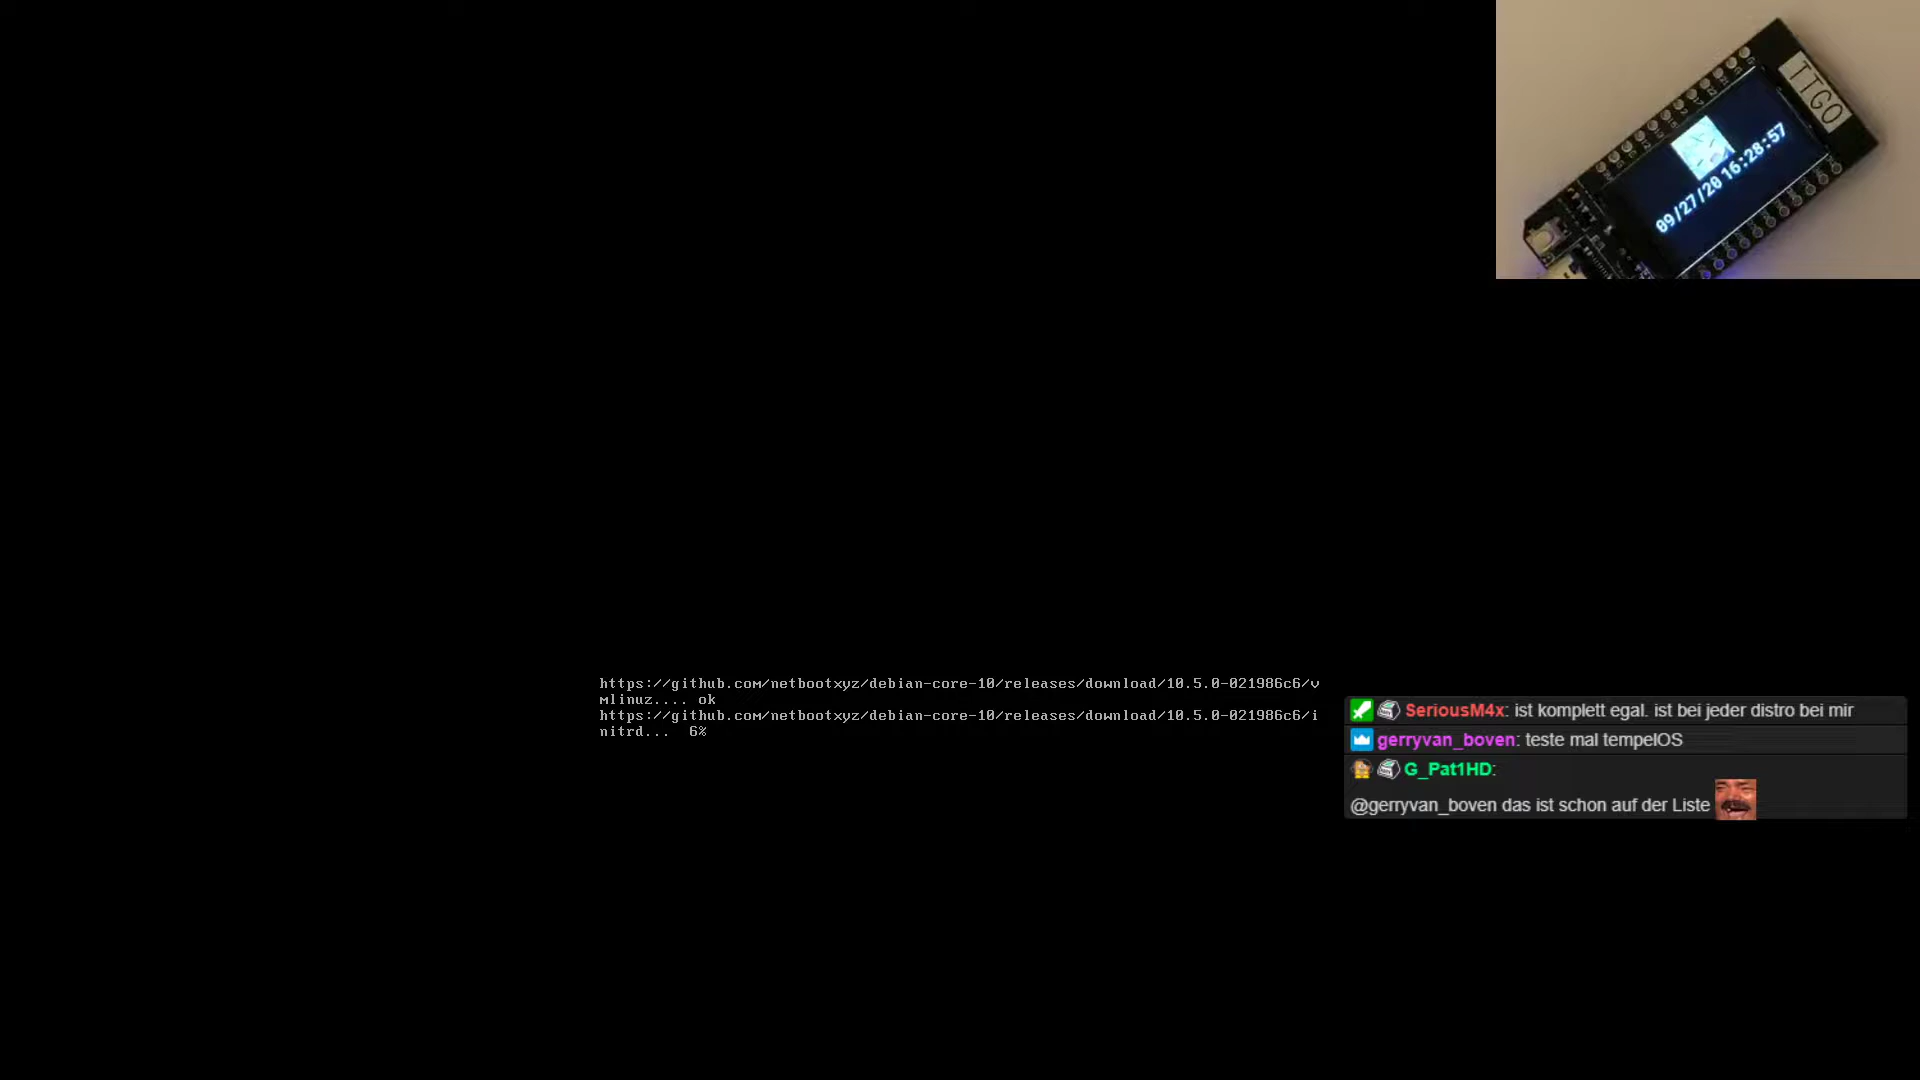 TTGO
09/27/20 16:28:57
https://github.com/netbootxyz/debian-core-10/releases/download/10.5.0-021986c6/v
mlinuz.... ok
https://github.com/netbootxyz/debian-core-10/releases/download/10.5.0-021986c6/i
nitrd...  6%
SeriousM4x: ist komplett egal. ist bei jeder distro bei mir
gerryvan_boven: teste mal tempelOS
G_Pat1HD:
@gerryvan_boven das ist schon auf der Liste